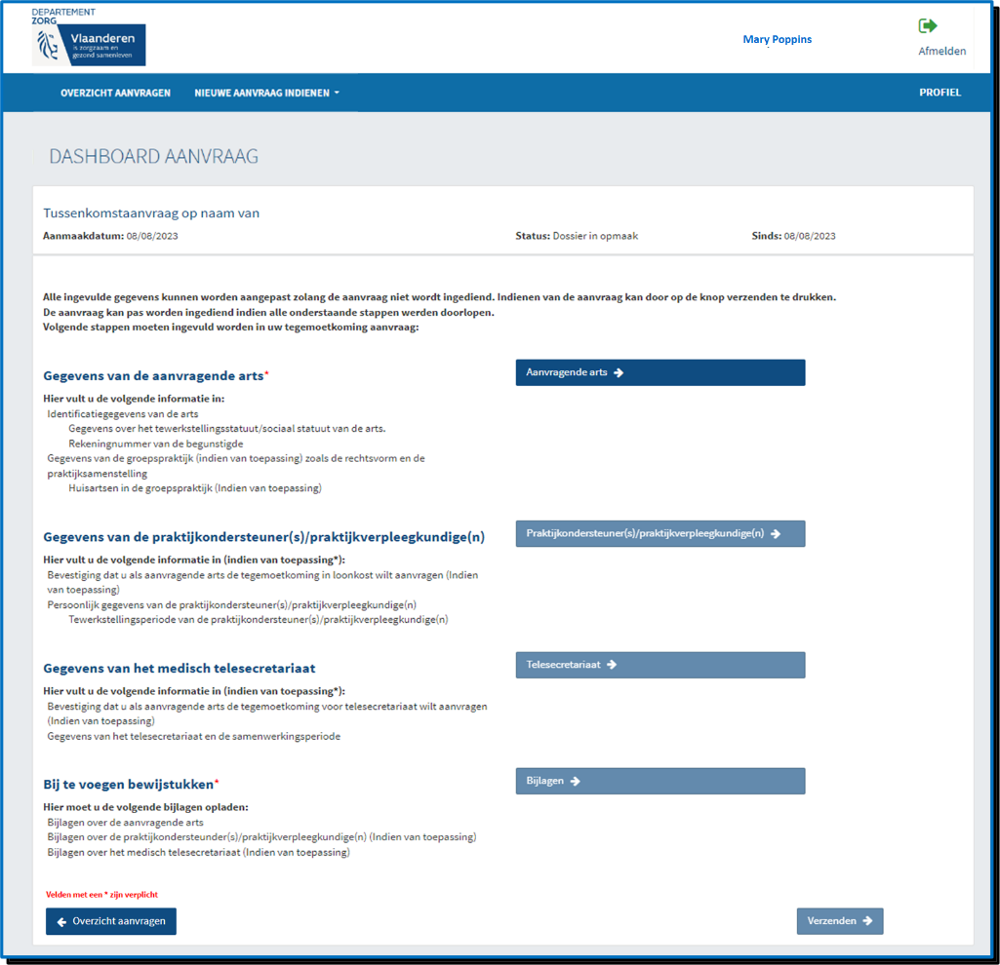 DEPARTEMENT
ZORG
Vlaanderen
is zorgzaam en
gezond samenleven
Mary Poppins
Afmelden
OVERZICHT AANVRAGEN NIEUWE AANVRAAG INDIENEN PROFIEL
DASHBOARD AANVRAAG
Tussenkomstaanvraag op naam van
Aanmaakdatum: 08/08/2023 Status: Dossier in opmaak Sinds: 08/08/2023
Alle ingevulde gegevens kunnen worden aangepast zolang de aanvraag niet wordt ingediend. Indienen van de aanvraag kan door op de knop verzenden te drukken.
De aanvraag kan pas worden ingediend indien alle onderstaande stappen werden doorlopen.
Volgende stappen moeten ingevuld worden in uw tegemoetkoming aanvraag:
Gegevens van de aanvragende arts* Aanvragende arts
Hier vult u de volgende informatie in:
Identificatiegegevens van de arts
Gegevens over het tewerkstellingsstatuut/sociaal statuut van de arts.
Rekeningnummer van de begunstigde
Gegevens van de groepspraktijk (indien van toepassing) zoals de rechtsvorm en de
praktijksamenstelling
Huisartsen in de groepspraktijk (Indien van toepassing)
Gegevens van de praktijkondersteuner(s)/praktijkverpleegkundige(n) Praktijkondersteuner(s)/praktijkverpleegkundige(n)
Hier vult u de volgende informatie in (indien van toepassing*):
Bevestiging dat u als aanvragende arts de tegemoetkoming in loonkost wilt aanvragen (Indien
van toepassing)
Persoonlijk gegevens van de praktijkondersteuner(s)/praktijkverpleegkundige(n)
Tewerkstellingsperiode van de praktijkondersteuner(s)/praktijkverpleegkundige(n)
Gegevens van het medisch telesecretariaat Telesecretariaat
Hier vult u de volgende informatie in (indien van toepassing*):
Bevestiging dat u als aanvragende arts de tegemoetkoming voor telesecretariaat wilt aanvragen
(Indien van toepassing)
Gegevens van het telesecretariaat en de samenwerkingsperiode
Bij te voegen bewijstukken* Bijlagen
Hier moet u de volgende bijlagen opladen:
Bijlagen over de aanvragende arts
Bijlagen over de praktijkondersteunder(s)/praktijkverpleegkundige(n) (Indien van toepassing)
Bijlagen over het medisch telesecretariaat (Indien van toepassing)
Velden met een * zijn verplicht
Overzicht aanvragen Verzenden